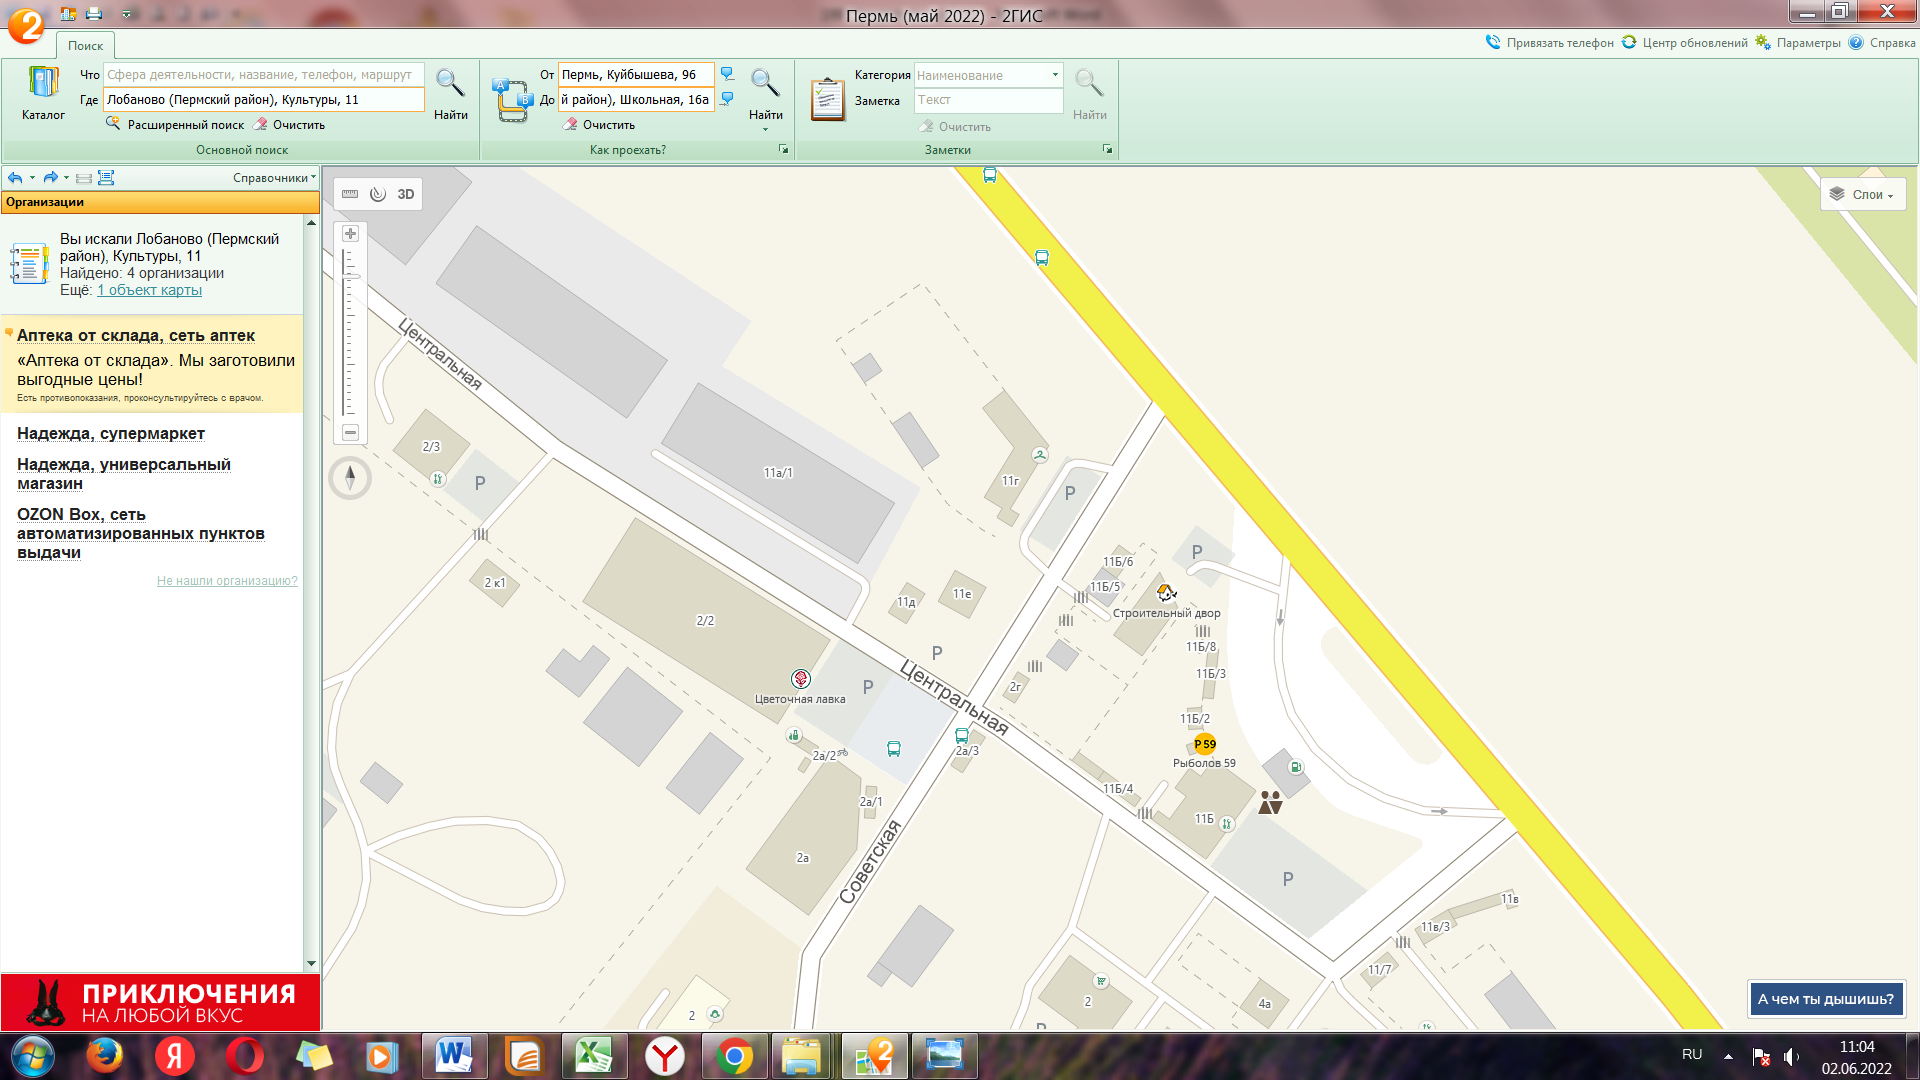 Пермь (май 2022) - 2ГИС
Поиск
Привязать телефон
Центр обновлений
Параметры
Справка
Каталог
Что
Сфера деятельности, название, телефон, маршрут
Где
Лобаново (Пермский район), Культуры, 11
Расширенный поиск
Очистить
Найти
Основной поиск
От
Пермь, Куйбышева, 96
До
й район), Школьная, 16а
Очистить
Найти
Как проехать?
Категория
Наименование
Заметка
Текст
Очистить
Найти
Заметки
Справочники
Организации
Вы искали Лобаново (Пермский
район), Культуры, 11
Найдено: 4 организации
Ещё: 1 объект карты
Аптека от склада, сеть аптек
«Аптека от склада». Мы заготовили
выгодные цены!
Есть противопоказания, проконсультируйтесь с врачом.
Надежда, супермаркет
Надежда, универсальный
магазин
OZON Box, сеть
автоматизированных пунктов
выдачи
Не нашли организацию?
ПРИКЛЮЧЕНИЯ
НА ЛЮБОЙ ВКУС
3D
Слои
Центральная
2/3
P
11а/1
11г
P
2 к1
2/2
11д
11е
P
11Б/6
11Б/5
P
Строительный двор
11Б/8
11Б/3
Цветочная лавка
P
Центральная
2г
11Б/2
P 59
Рыболов 59
2а/2
2а/3
2а/1
11Б/4
11Б
2а
Советская
P
11в
11в/3
11/7
2
2
4а
P
А чем ты дышишь?
RU
11:04
02.06.2022